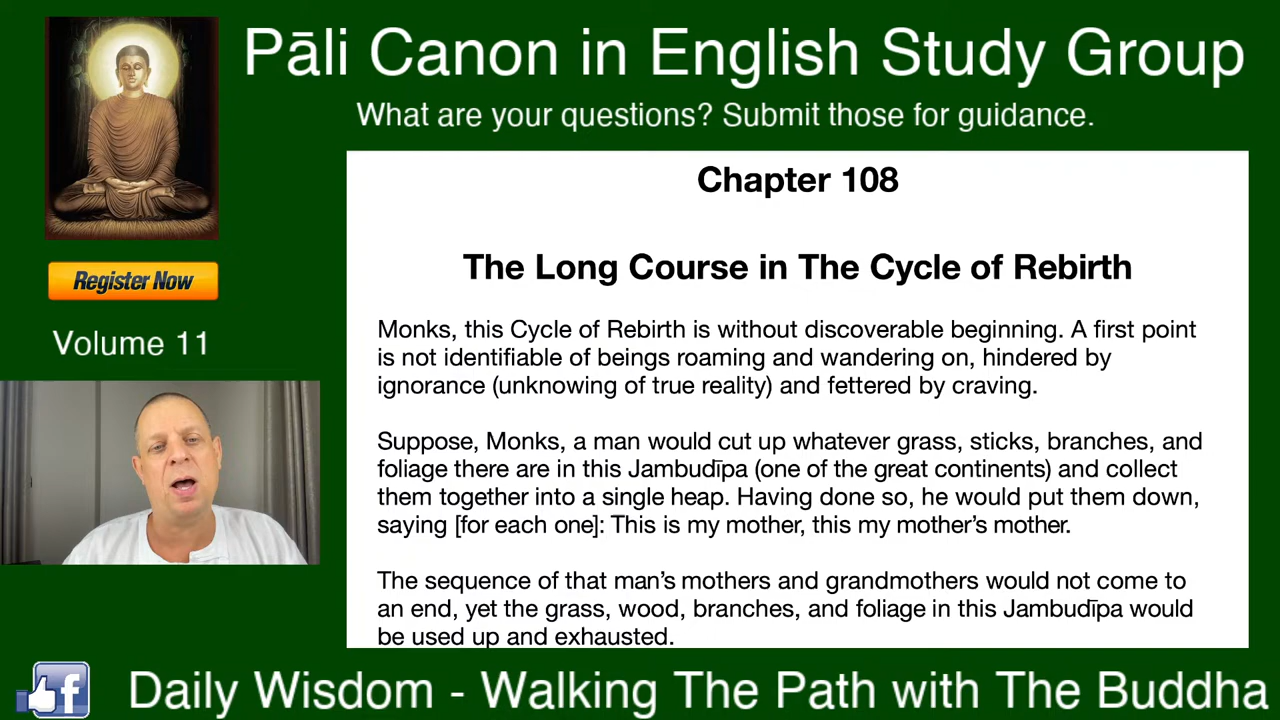 Pāli Canon in English Study Group
What are your questions? Submit those for guidance.
Register Now
Volume 11
Chapter 108
The Long Course in The Cycle of Rebirth
Monks, this Cycle of Rebirth is without discoverable beginning. A first point
is not identifiable of beings roaming and wandering on, hindered by
ignorance (unknowing of true reality) and fettered by craving.
Suppose, Monks, a man would cut up whatever grass, sticks, branches, and
foliage there are in this Jambudīpa (one of the great continents) and collect
them together into a single heap. Having done so, he would put them down,
saying [for each one]: This is my mother, this my mother's mother.
The sequence of that man's mothers and grandmothers would not come to
an end, yet the grass, wood, branches, and foliage in this Jambudīpa would
be used up and exhausted.
f
Daily Wisdom - Walking The Path with The Buddha